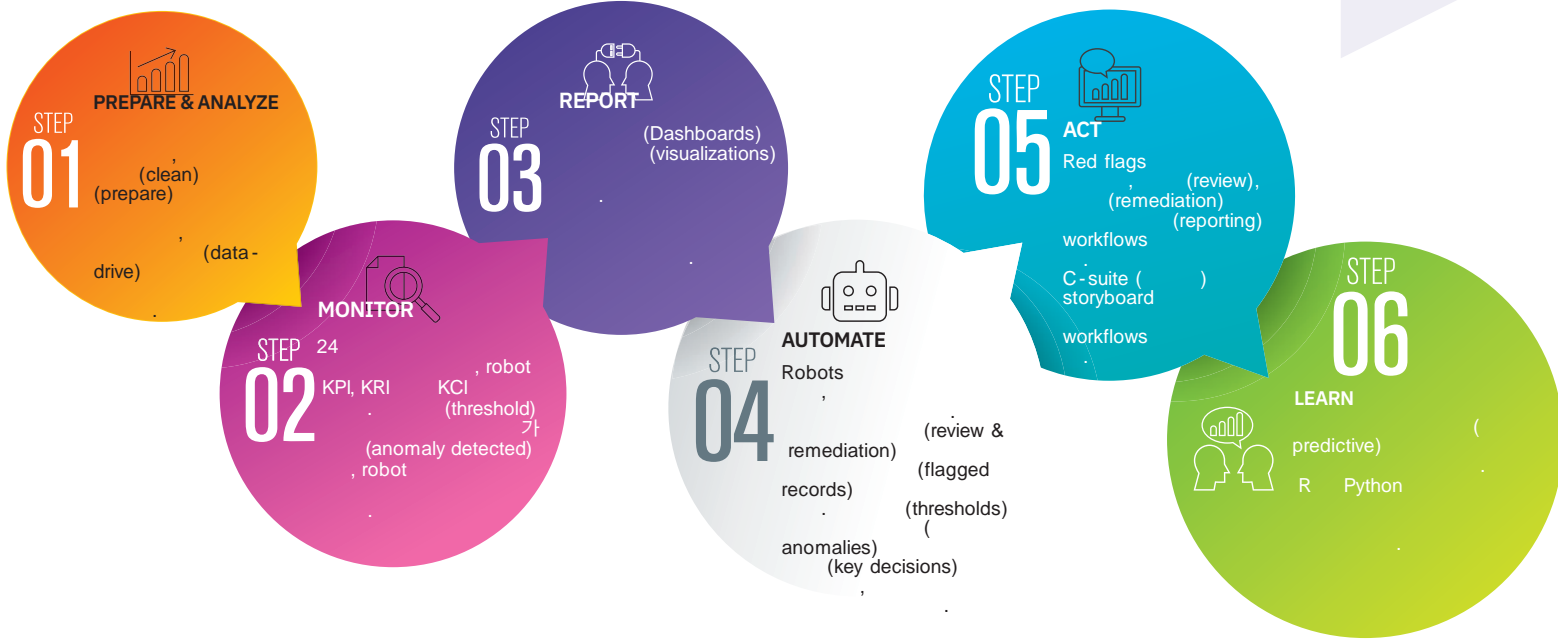 STEP
01
PREPARE & ANALYZE
,
(clean)
(prepare)
,
(data-
drive)
.
STEP
02
MONITOR
24
, robot
KPI, KRI KCI
. (threshold)
가
(anomaly detected)
, robot
.
STEP
03
REPORT
(Dashboards)
(visualizations)
.
.
STEP
04
AUTOMATE
Robots
,
.
(review &
remediation)
(flagged
records)
. (thresholds)
(
anomalies)
(key decisions)
,
.
STEP
05
ACT
Red flags
, (review),
(remediation)
(reporting)
workflows
.
C-suite ( )
storyboard
workflows
.
STEP
06
LEARN
(
predictive)
.
R Python
.